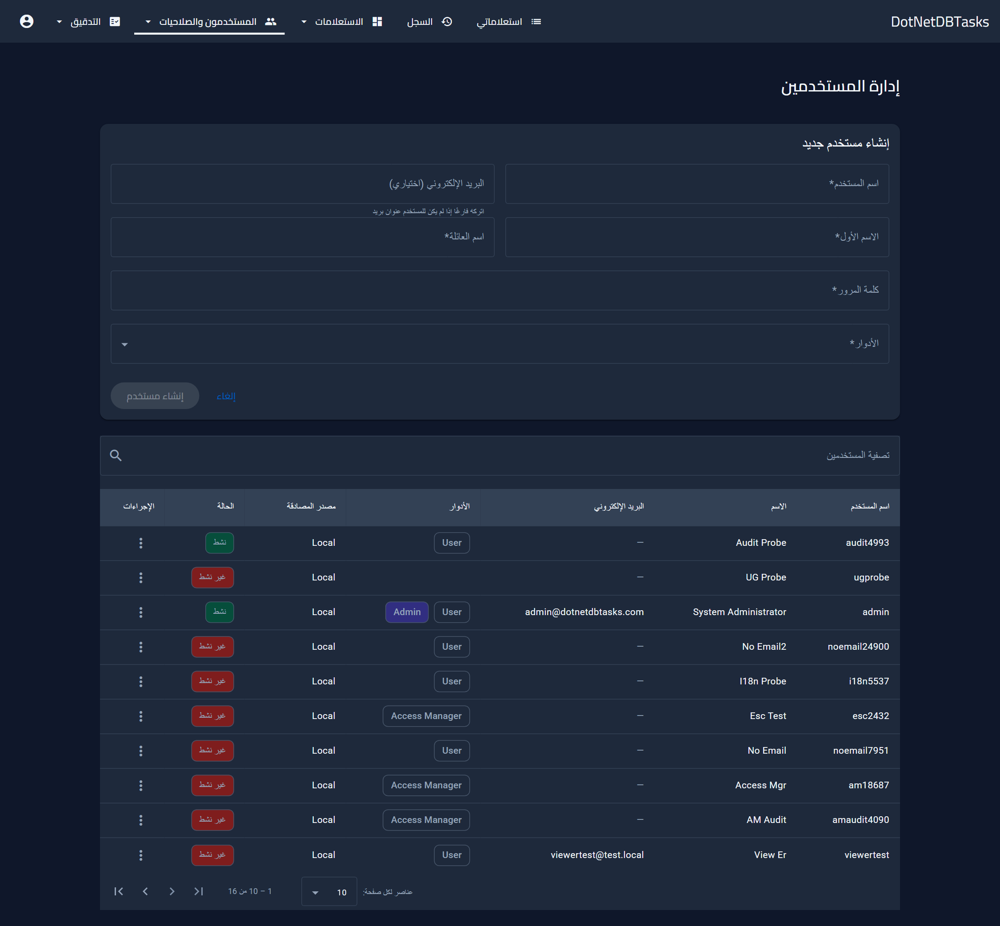 DotNetDBTasks
استعلاماتي
السجل
الاستعلامات
المستخدمون والصلاحيات
التدقيق
إدارة المستخدمين
إنشاء مستخدم جديد
اسم المستخدم*
البريد الإلكتروني (اختياري)
اتركه فارغًا إذا لم يكن للمستخدم عنوان بريد
الاسم الأول*
اسم العائلة*
كلمة المرور*
الأدوار*
إلغاء
إنشاء مستخدم
تصفية المستخدمين
اسم المستخدم الاسم البريد الإلكتروني الأدوار مصدر المصادقة الحالة الإجراءات
audit4993 Audit Probe — User Local نشط
ugprobe UG Probe — Local غير نشط
admin System Administrator admin@dotnetdbtasks.com User Admin Local نشط
noemail24900 No Email2 — User Local غير نشط
i18n5537 I18n Probe — User Local غير نشط
esc2432 Esc Test — Access Manager Local غير نشط
noemail7951 No Email — User Local غير نشط
am18687 Access Mgr — Access Manager Local غير نشط
amaudit4090 AM Audit — Access Manager Local غير نشط
viewertest View Er viewertest@test.local User Local غير نشط
عناصر لكل صفحة: 10
1 – 10 من 16